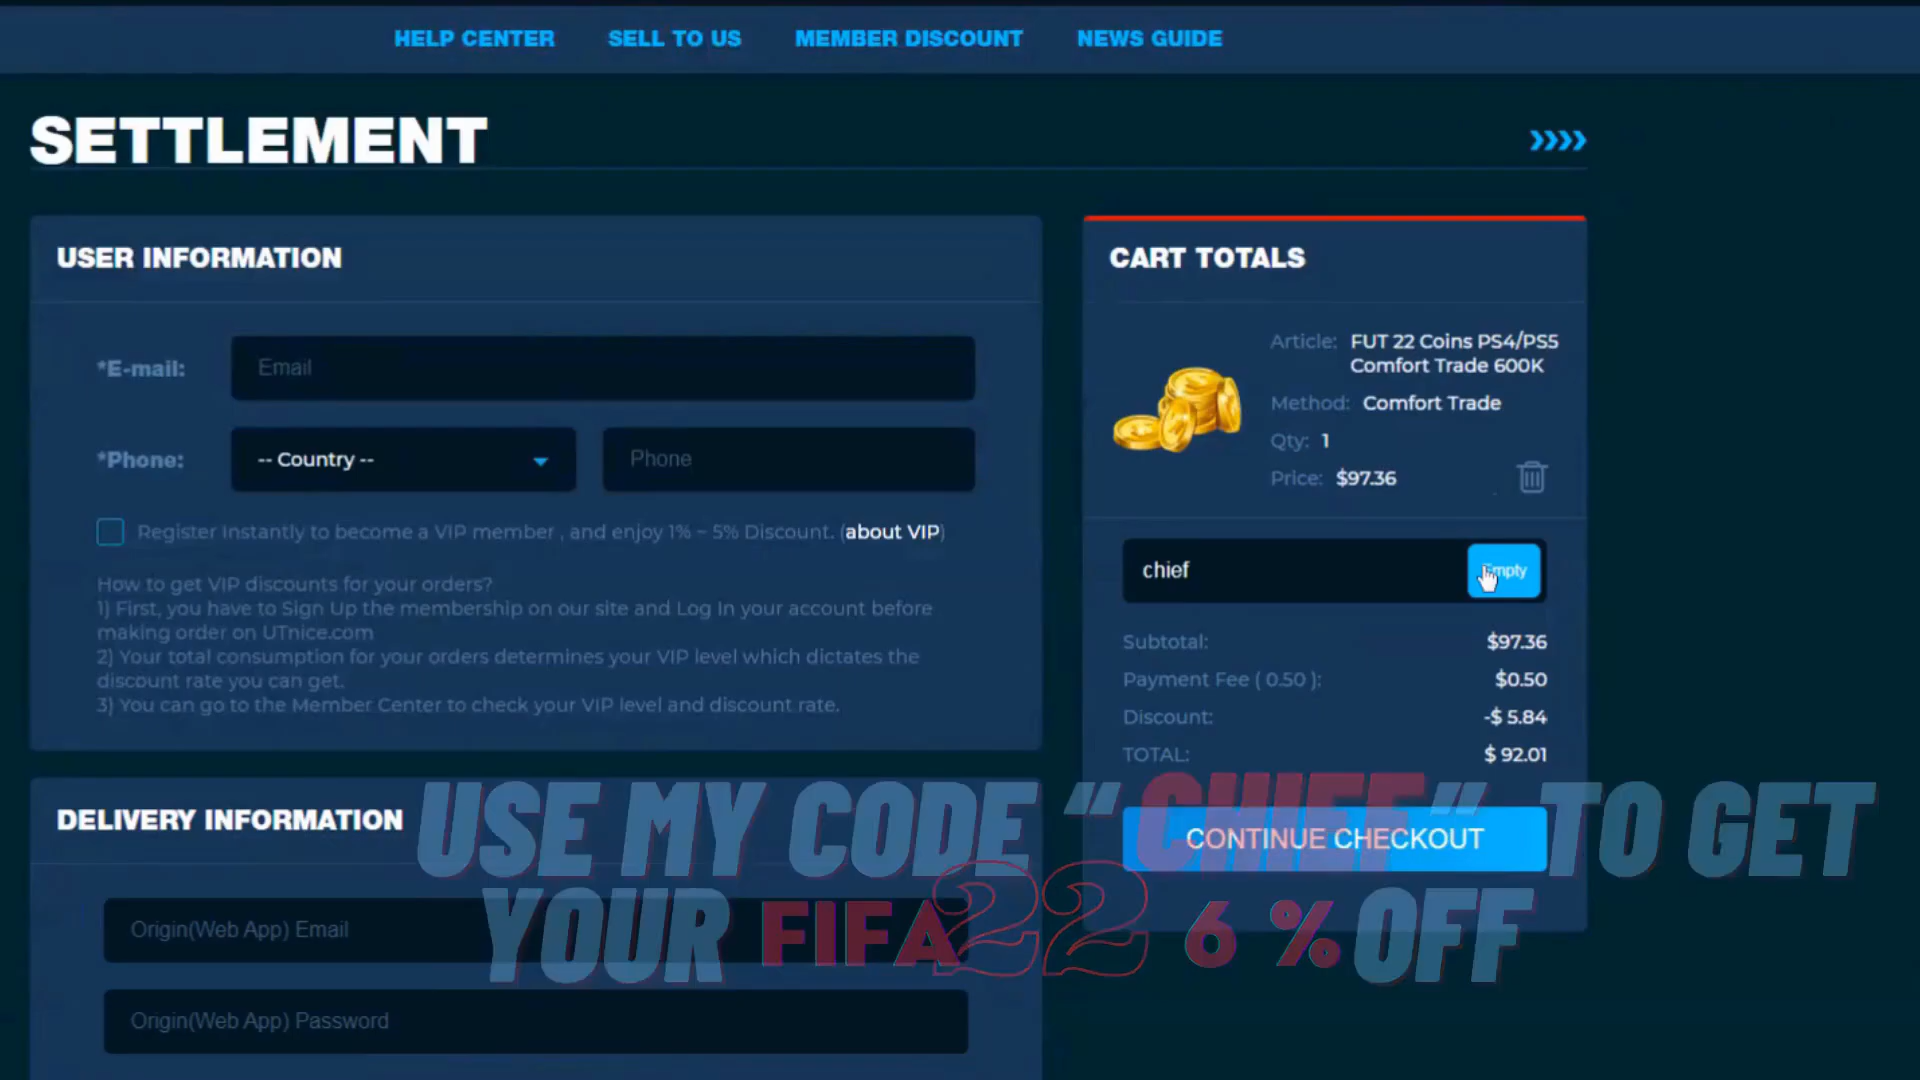 HELP CENTER SELL TO US MEMBER DISCOUNT NEWS GUIDE
SETTLEMENT
USER INFORMATION
*E-mail: Email
*Phone: -- Country -- Phone
Register Instantly to become a VIP member , and enjoy 1% ~ 5% Discount. (about VIP)
How to get VIP discounts for your orders?
1) First, you have to Sign Up the membership on our site and Log In your account before
making order on UTnice.com
2) Your total consumption for your orders determines your VIP level which dictates the
discount rate you can get.
3) You can go to the Member Center to check your VIP level and discount rate.
CART TOTALS
Article: FUT 22 Coins PS4/PS5
Comfort Trade 600K
Method: Comfort Trade
Qty: 1
Price: $97.36
chief Empty
Subtotal: $97.36
Payment Fee ( 0.50 ): $0.50
Discount: -$ 5.84
TOTAL: $ 92.01
CONTINUE CHECKOUT
DELIVERY INFORMATION
Origin(Web App) Email
Origin(Web App) Password
USE MY CODE “CHIEF” TO GET
YOUR FIFA 22 6 % OFF